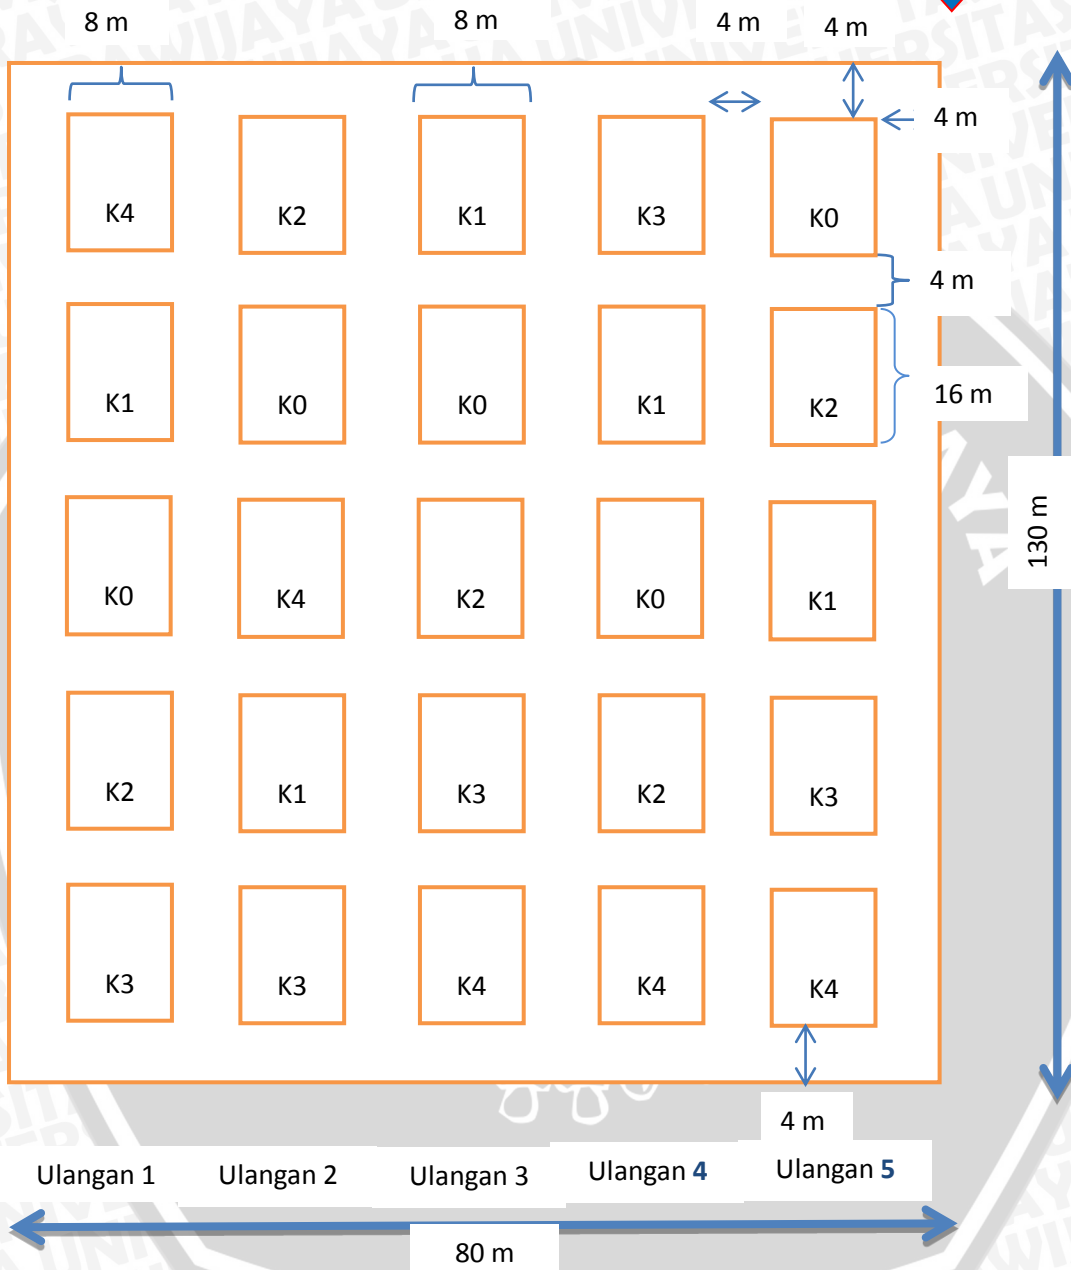 8 m 8 m 4 m 4 m
4 m
K4 K2 K1 K3 K0
4 m
K1 K0 K0 K1 K2
16 m
130 m
K0 K4 K2 K0 K1
K2 K1 K3 K2 K3
K3 K3 K4 K4 K4
4 m
Ulangan 1 Ulangan 2 Ulangan 3 Ulangan 4 Ulangan 5
80 m